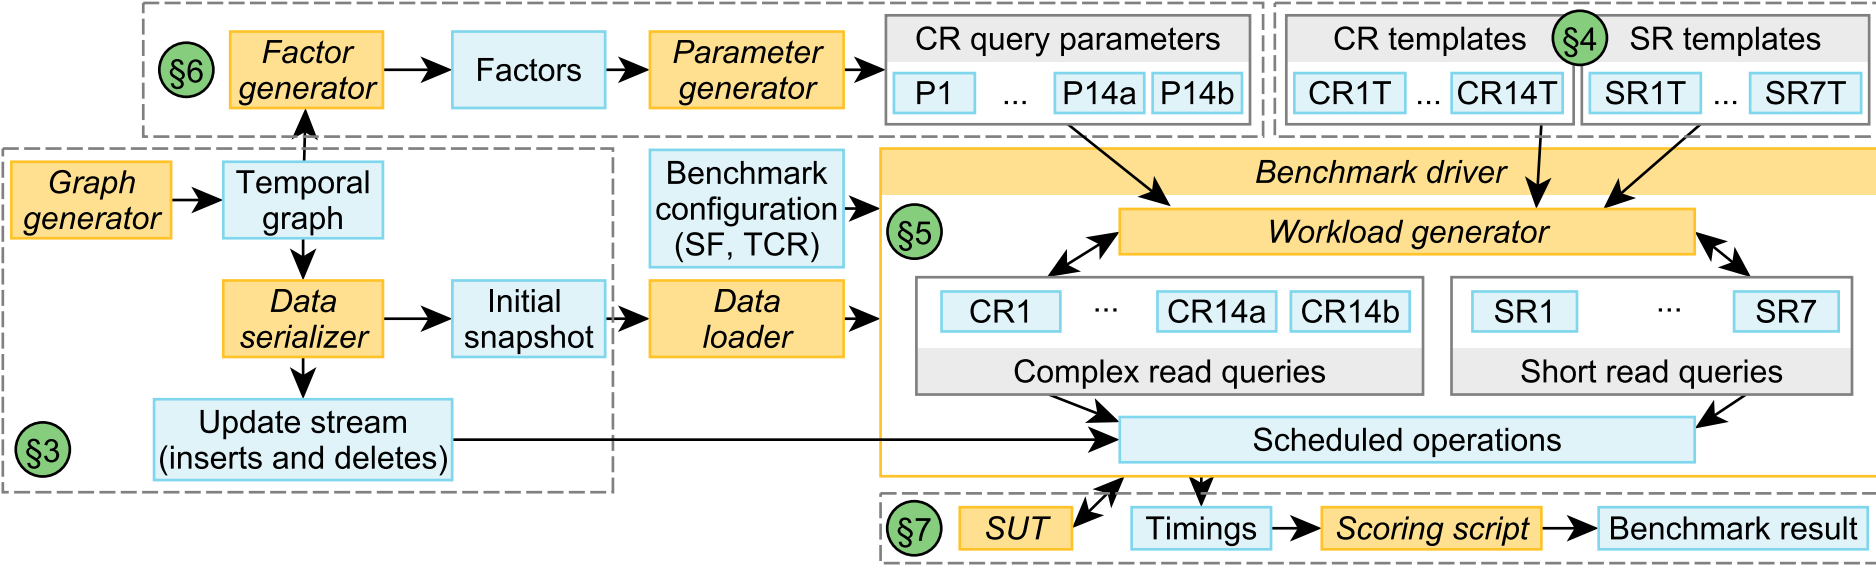 §6
Factor
generator
Factors
Parameter
generator
CR query parameters
P1 ... P14a P14b
CR templates
§4
SR templates
CR1T ... CR14T
SR1T ... SR7T
Graph
generator
Temporal
graph
Data
serializer
Initial
snapshot
Update stream
(inserts and deletes)
§3
Benchmark
configuration
(SF, TCR)
Data
loader
Benchmark driver
§5
Workload generator
CR1 ... CR14a CR14b
Complex read queries
SR1 ... SR7
Short read queries
Scheduled operations
§7
SUT
Timings
Scoring script
Benchmark result